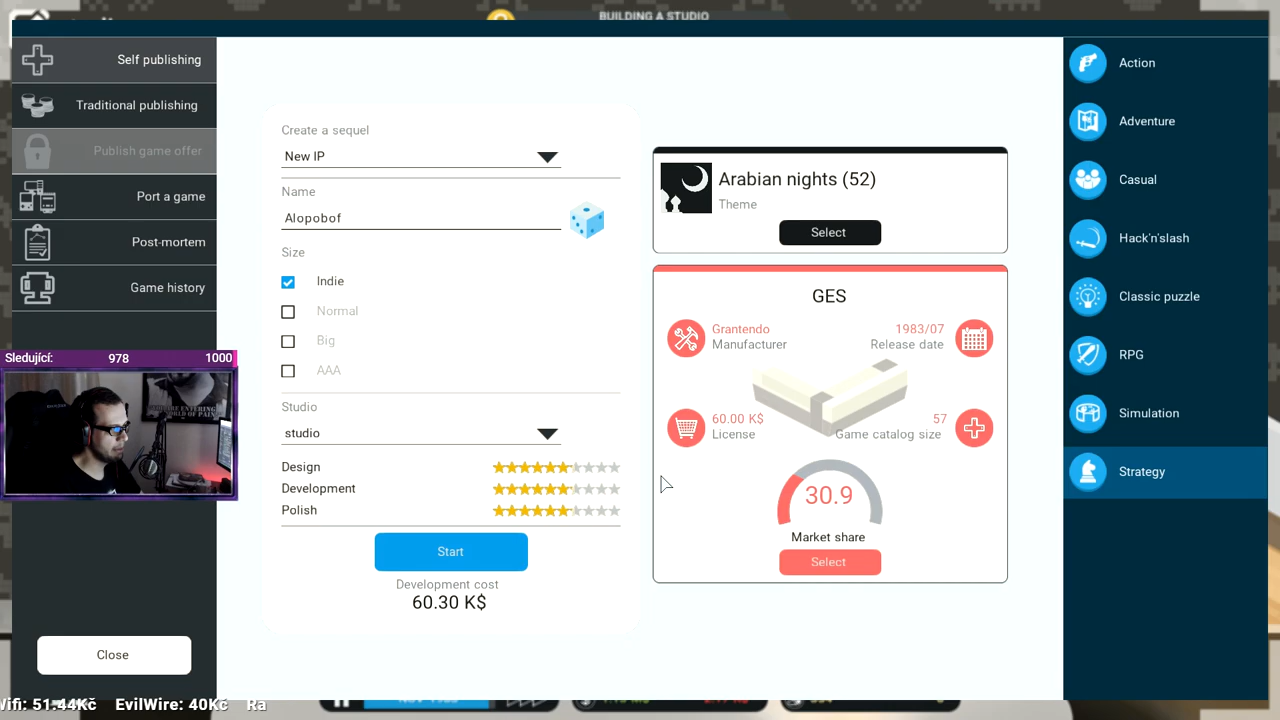 BUILDING A STUDIO
Self publishing
Traditional publishing
Publish game offer
Port a game
Post-mortem
Game history
Sledující: 978 1000
Close
Wifi: 51:44Kč EvilWire: 40Kč Ra
Create a sequel
New IP
Name
Alopobof
Size
Indie
Normal
Big
AAA
Studio
studio
Design
Development
Polish
Start
Development cost
60.30 K$
Arabian nights (52)
Theme
Select
GES
Grantendo
Manufacturer
1983/07
Release date
60.00 K$
License
57
Game catalog size
30.9
Market share
Select
Action
Adventure
Casual
Hack'n'slash
Classic puzzle
RPG
Simulation
Strategy